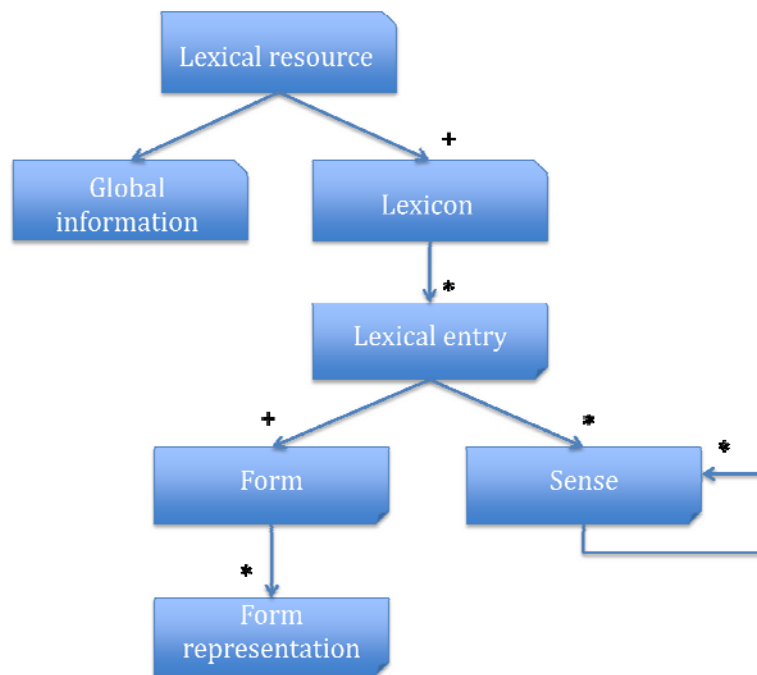 Lexical resource
+
Global
information
Lexicon
*
Lexical entry
+
*
*
Form
Sense
*
Form
representation